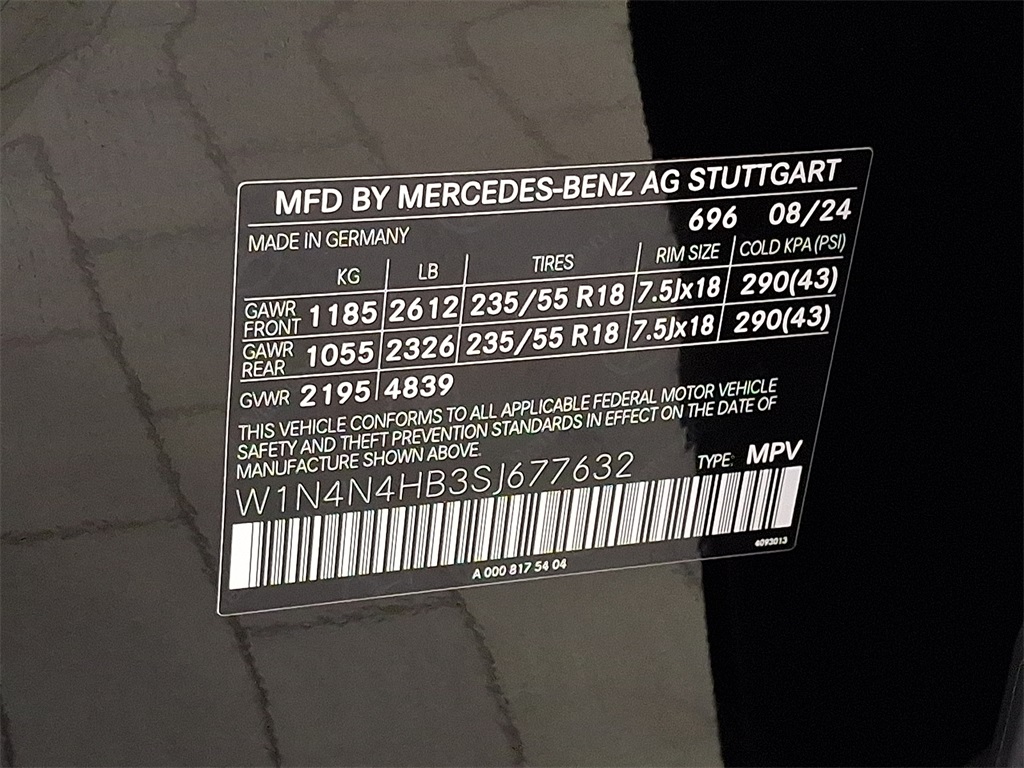 MFD BY MERCEDES-BENZ AG STUTTGART
MADE IN GERMANY 696 08/24
KG LB TIRES RIM SIZE COLD KPA (PSI)
GAWR FRONT 1185 2612 235/55 R18 7.5Jx18 290(43)
GAWR REAR 1055 2326 235/55 R18 7.5Jx18 290(43)
GVWR 2195 4839
THIS VEHICLE CONFORMS TO ALL APPLICABLE FEDERAL MOTOR VEHICLE
SAFETY AND THEFT PREVENTION STANDARDS IN EFFECT ON THE DATE OF
MANUFACTURE SHOWN ABOVE.
TYPE: MPV
W1N4N4HB3SJ677632
A 000 817 54 04
4093013